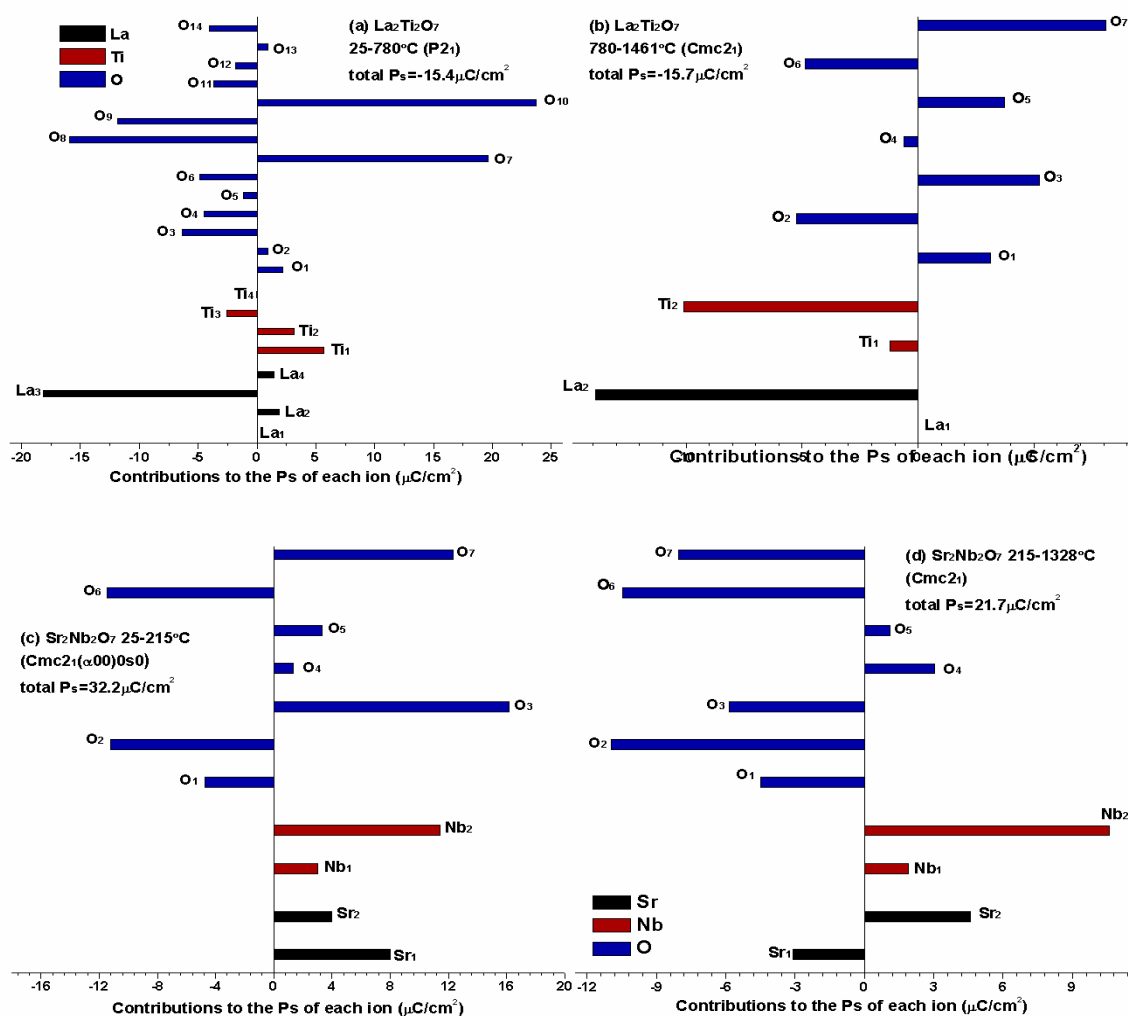 La
Ti
O
(a) La₂Ti₂O₇
25-780°C (P2₁)
total Pₛ=-15.4μC/cm²
O₁₄
O₁₃
O₁₂
O₁₁
O₁₀
O₉
O₈
O₇
O₆
O₅
O₄
O₃
O₂
O₁
Ti₄
Ti₃
Ti₂
Ti₁
La₄
La₃
La₂
La₁
-20 -15 -10 -5 0 5 10 15 20 25
Contributions to the Ps of each ion (μC/cm²)
(b) La₂Ti₂O₇
780-1461°C (Cmc2₁)
total Pₛ=-15.7μC/cm²
O₇
O₆
O₅
O₄
O₃
O₂
O₁
Ti₂
Ti₁
La₂
La₁
-10 -5 0 5
Contributions to the Ps of each ion (μC/cm²)
(c) Sr₂Nb₂O₇ 25-215°C
(Cmc2₁(α00)0s0)
total Pₛ=32.2μC/cm²
O₇
O₆
O₅
O₄
O₃
O₂
O₁
Nb₂
Nb₁
Sr₂
Sr₁
-16 -12 -8 -4 0 4 8 12 16 20
Contributions to the Ps of each ion (μC/cm²)
(d) Sr₂Nb₂O₇ 215-1328°C
(Cmc2₁)
total Pₛ=21.7μC/cm²
O₇
O₆
O₅
O₄
O₃
O₂
O₁
Nb₂
Nb₁
Sr₂
Sr₁
Sr
Nb
O
-12 -9 -6 -3 0 3 6 9
Contributions to the Ps of each ion (μC/cm²)